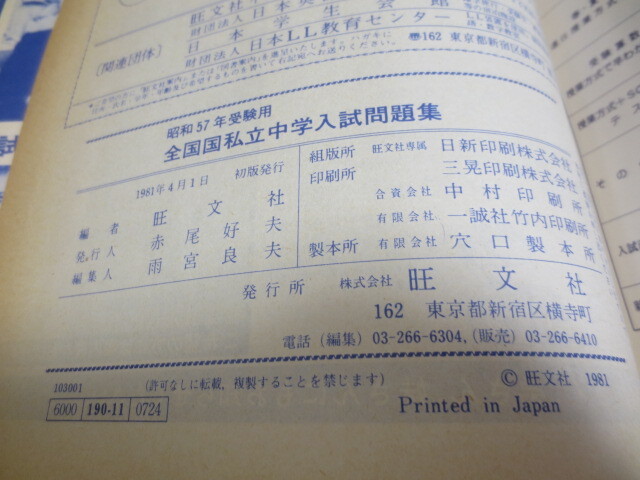 旺文社
財団法人 日本英
日本学生会館
財団法人 日本LL教育センター
〔関連団体〕
〒162 東京都新宿区横
昭和57年受験用
全国国私立中学入試問題集
1981年4月1日 初版発行
編者 旺文社
発行人 赤尾好夫
編集人 雨宮良夫
組版所 旺文社専属 日新印刷株式会社
印刷所 三晃印刷株式会社
合資会社 中村印刷所
有限会社 一誠社竹内印刷所
製本所 有限会社 穴口製本所
発行所 株式会社 旺文社
162 東京都新宿区横寺町
電話 (編集) 03-266-6304, (販売) 03-266-6410
103001
(許可なしに転載, 複製することを禁じます)
6000 190-11 0724
© 旺文社 1981
Printed in Japan